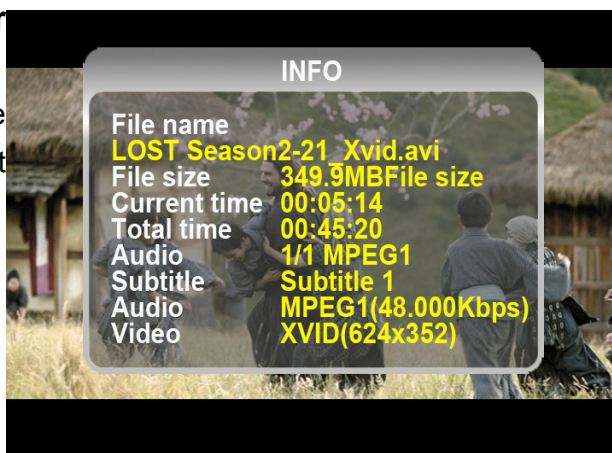 INFO
File name
LOST Season2-21_Xvid.avi
File size 349.9MBFile size
Current time 00:05:14
Total time 00:45:20
Audio 1/1 MPEG1
Subtitle Subtitle 1
Audio MPEG1(48.000Kbps)
Video XVID(624x352)